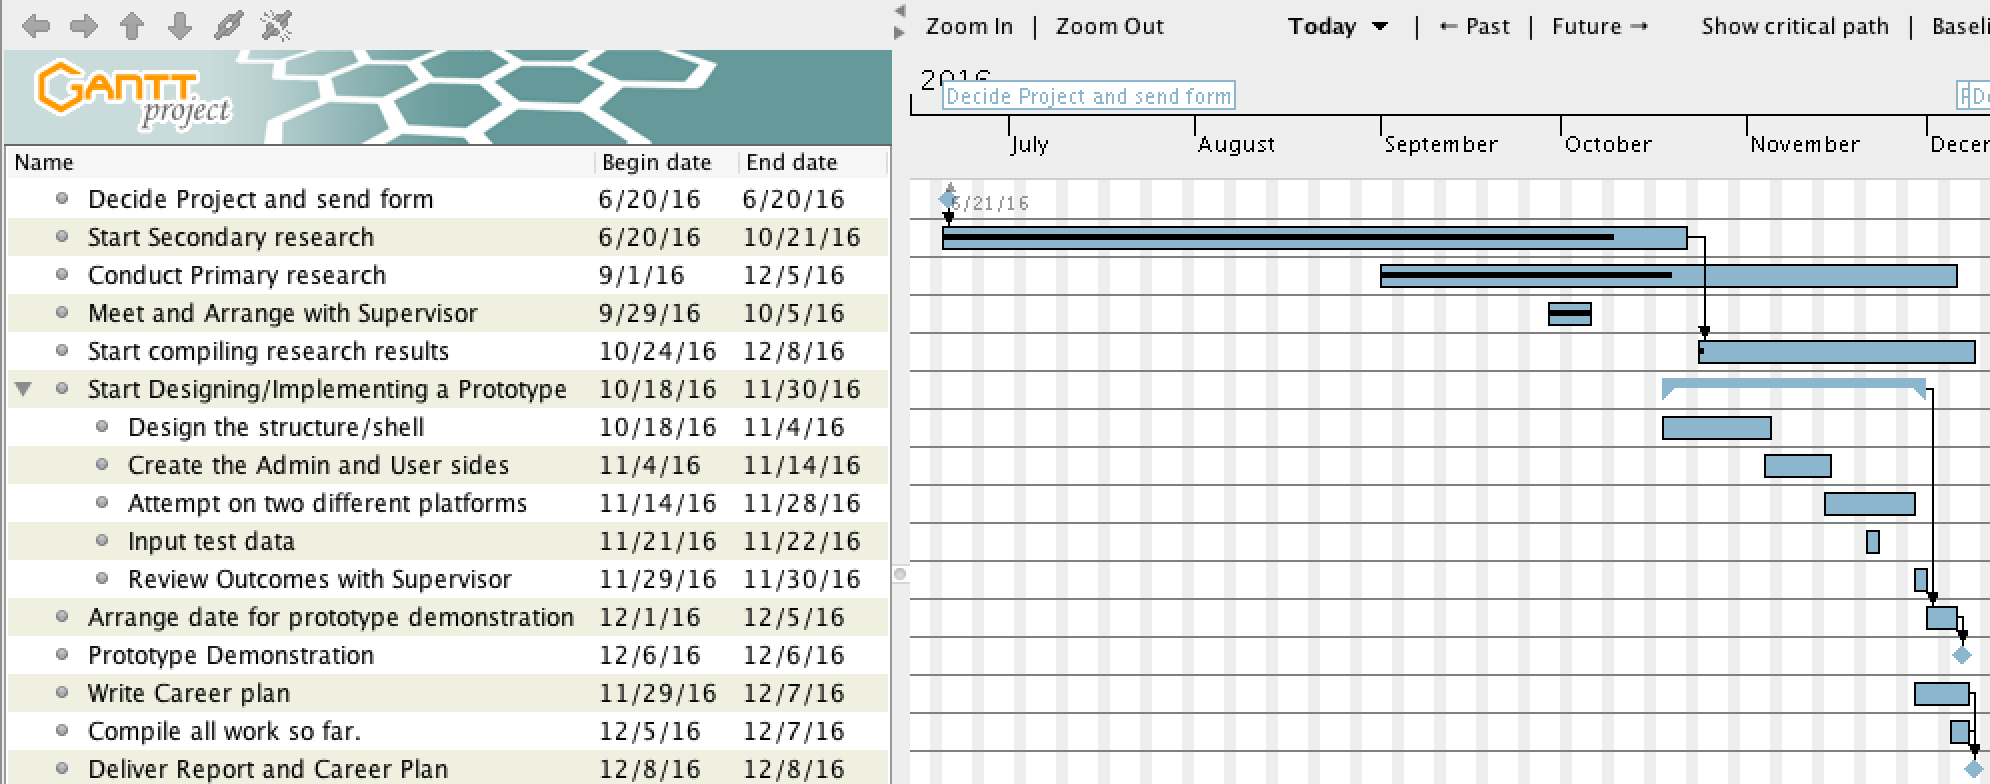 Zoom In | Zoom Out Today | ← Past | Future → Show critical path |
GANTT
project
2016
Decide Project and send form
July August September October November
Name Begin date End date
Decide Project and send form 6/20/16 6/20/16
6/21/16
Start Secondary research 6/20/16 10/21/16
Conduct Primary research 9/1/16 12/5/16
Meet and Arrange with Supervisor 9/29/16 10/5/16
Start compiling research results 10/24/16 12/8/16
Start Designing/Implementing a Prototype 10/18/16 11/30/16
Design the structure/shell 10/18/16 11/4/16
Create the Admin and User sides 11/4/16 11/14/16
Attempt on two different platforms 11/14/16 11/28/16
Input test data 11/21/16 11/22/16
Review Outcomes with Supervisor 11/29/16 11/30/16
Arrange date for prototype demonstration 12/1/16 12/5/16
Prototype Demonstration 12/6/16 12/6/16
Write Career plan 11/29/16 12/7/16
Compile all work so far. 12/5/16 12/7/16
Deliver Report and Career Plan 12/8/16 12/8/16